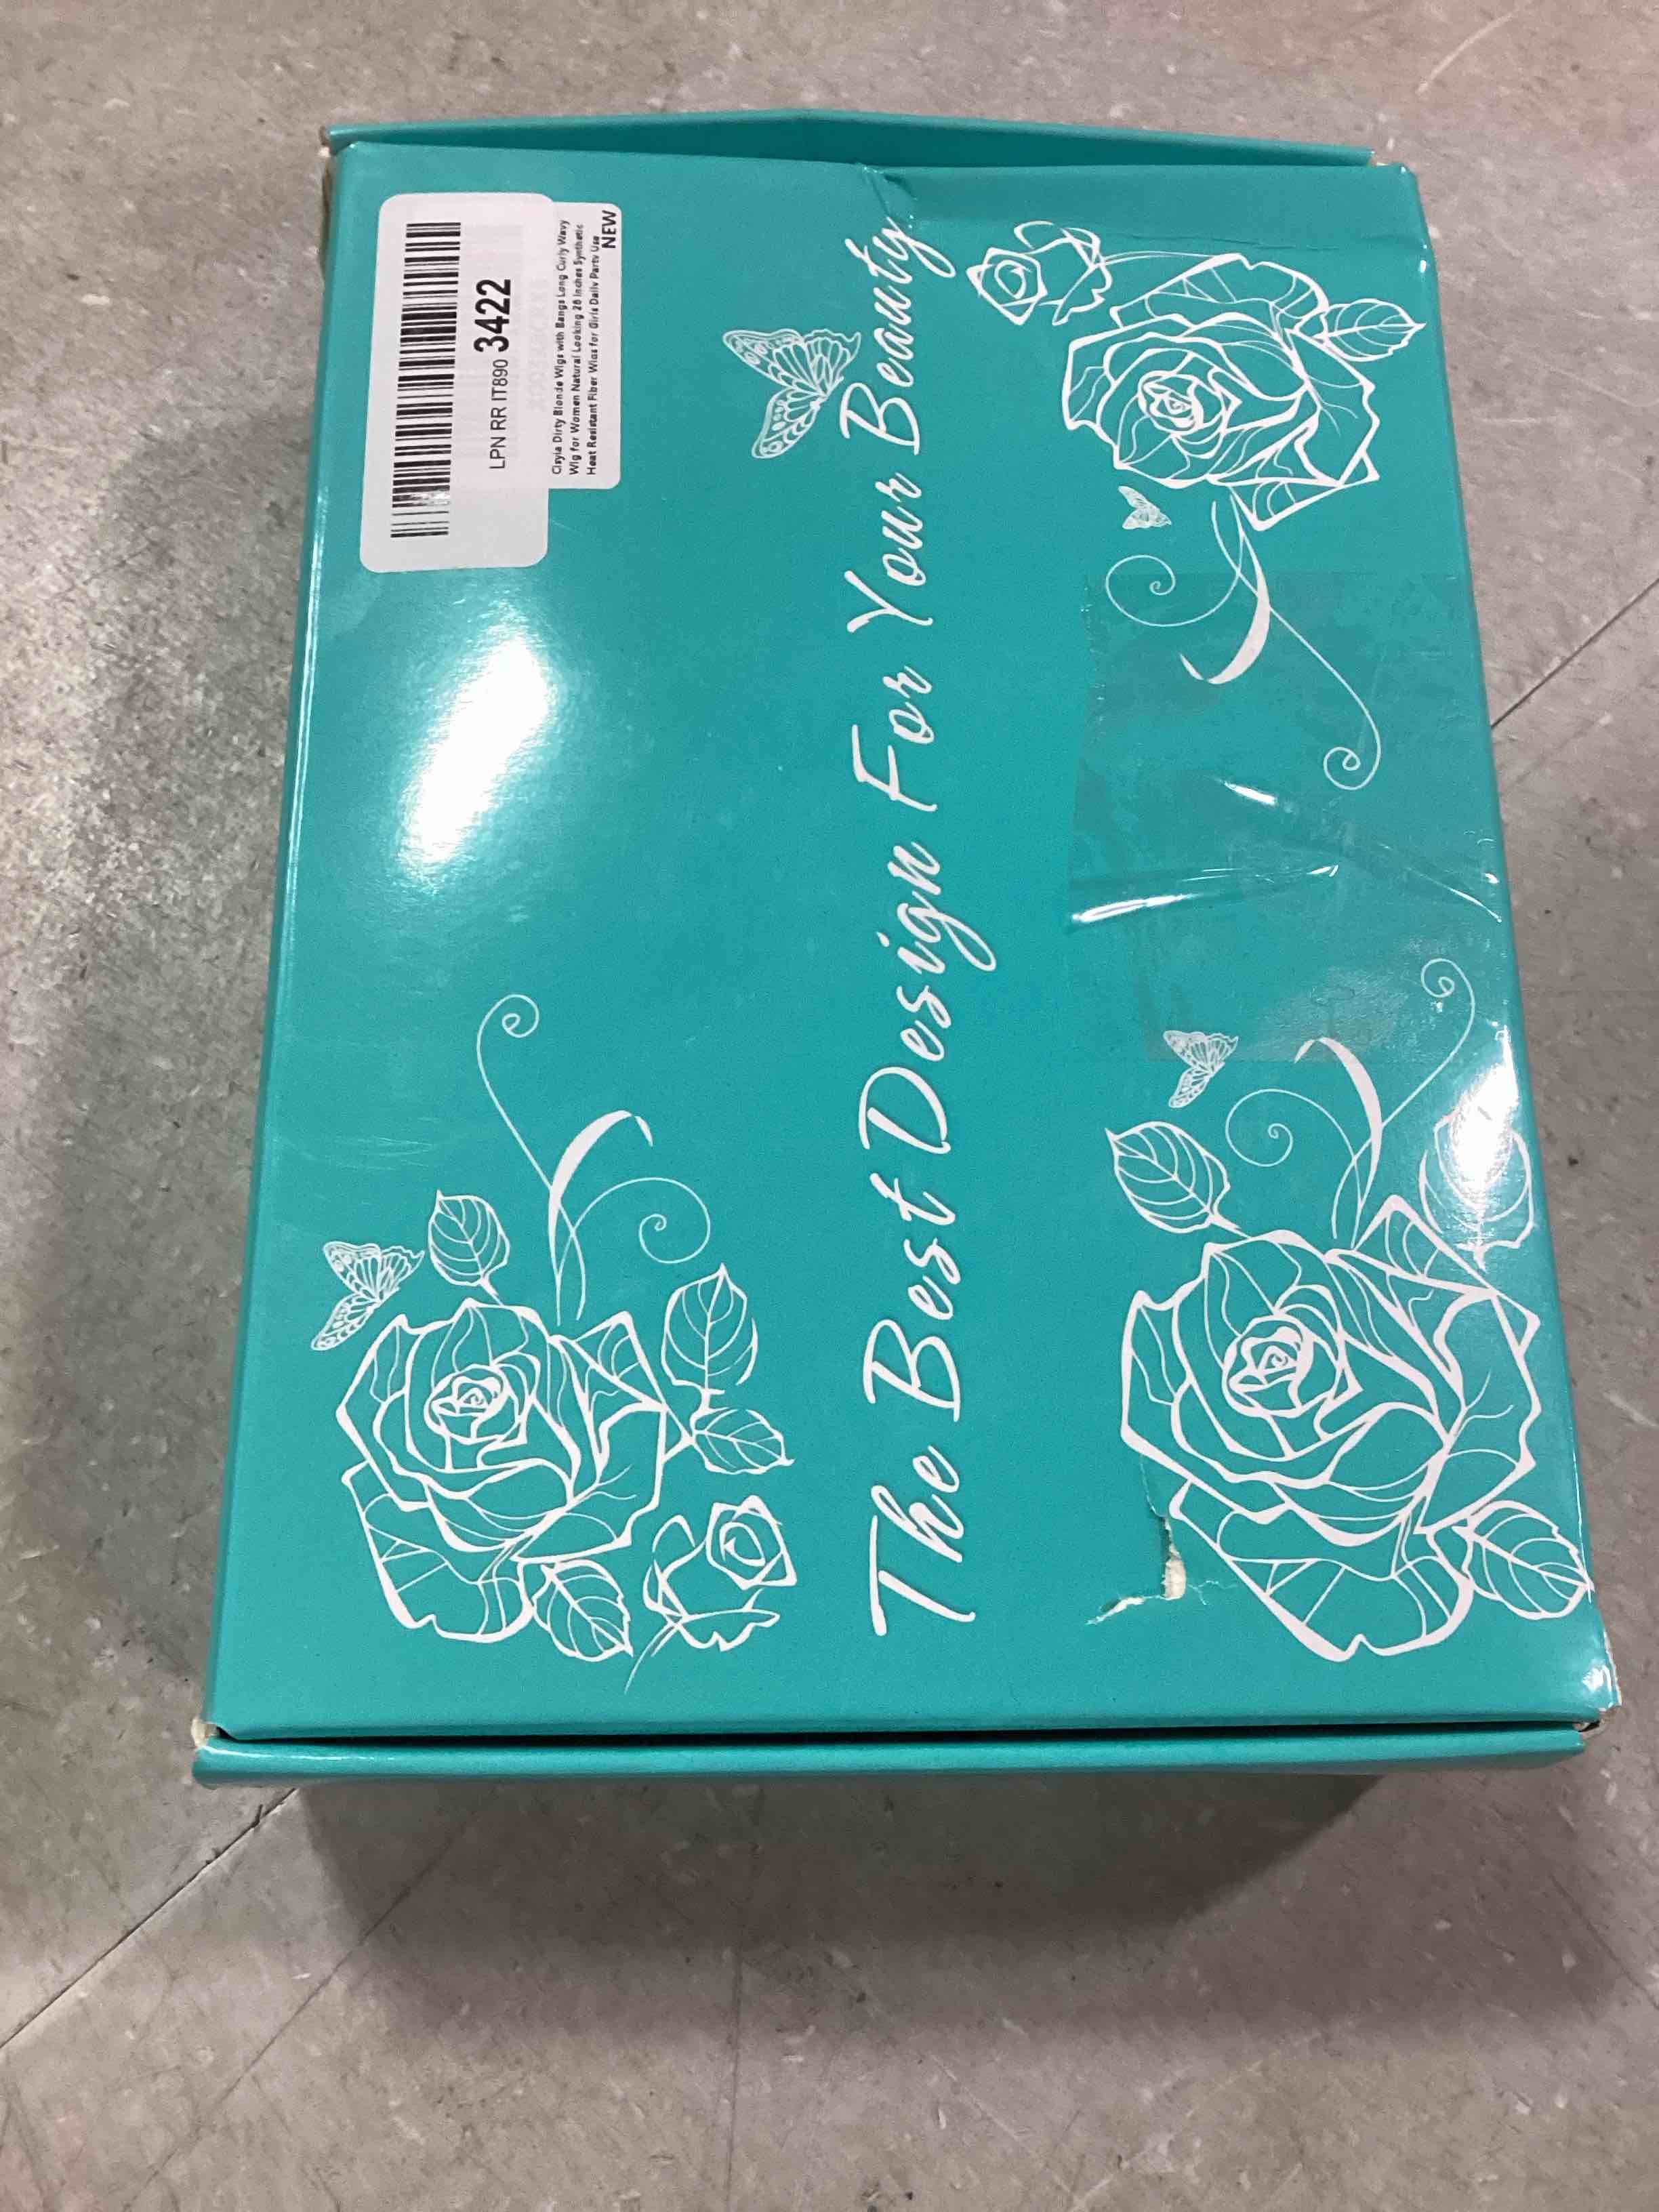 LPN RR IT890 3422
Cisyia Dirty Blonde Wigs with Bangs Long Curly Wavy
Wig for Women Natural Looking 26 Inches Synthetic
Heat Resistant Fiber Wigs for Girls Daily Party Use
NEW
The Best Design For Your Beauty